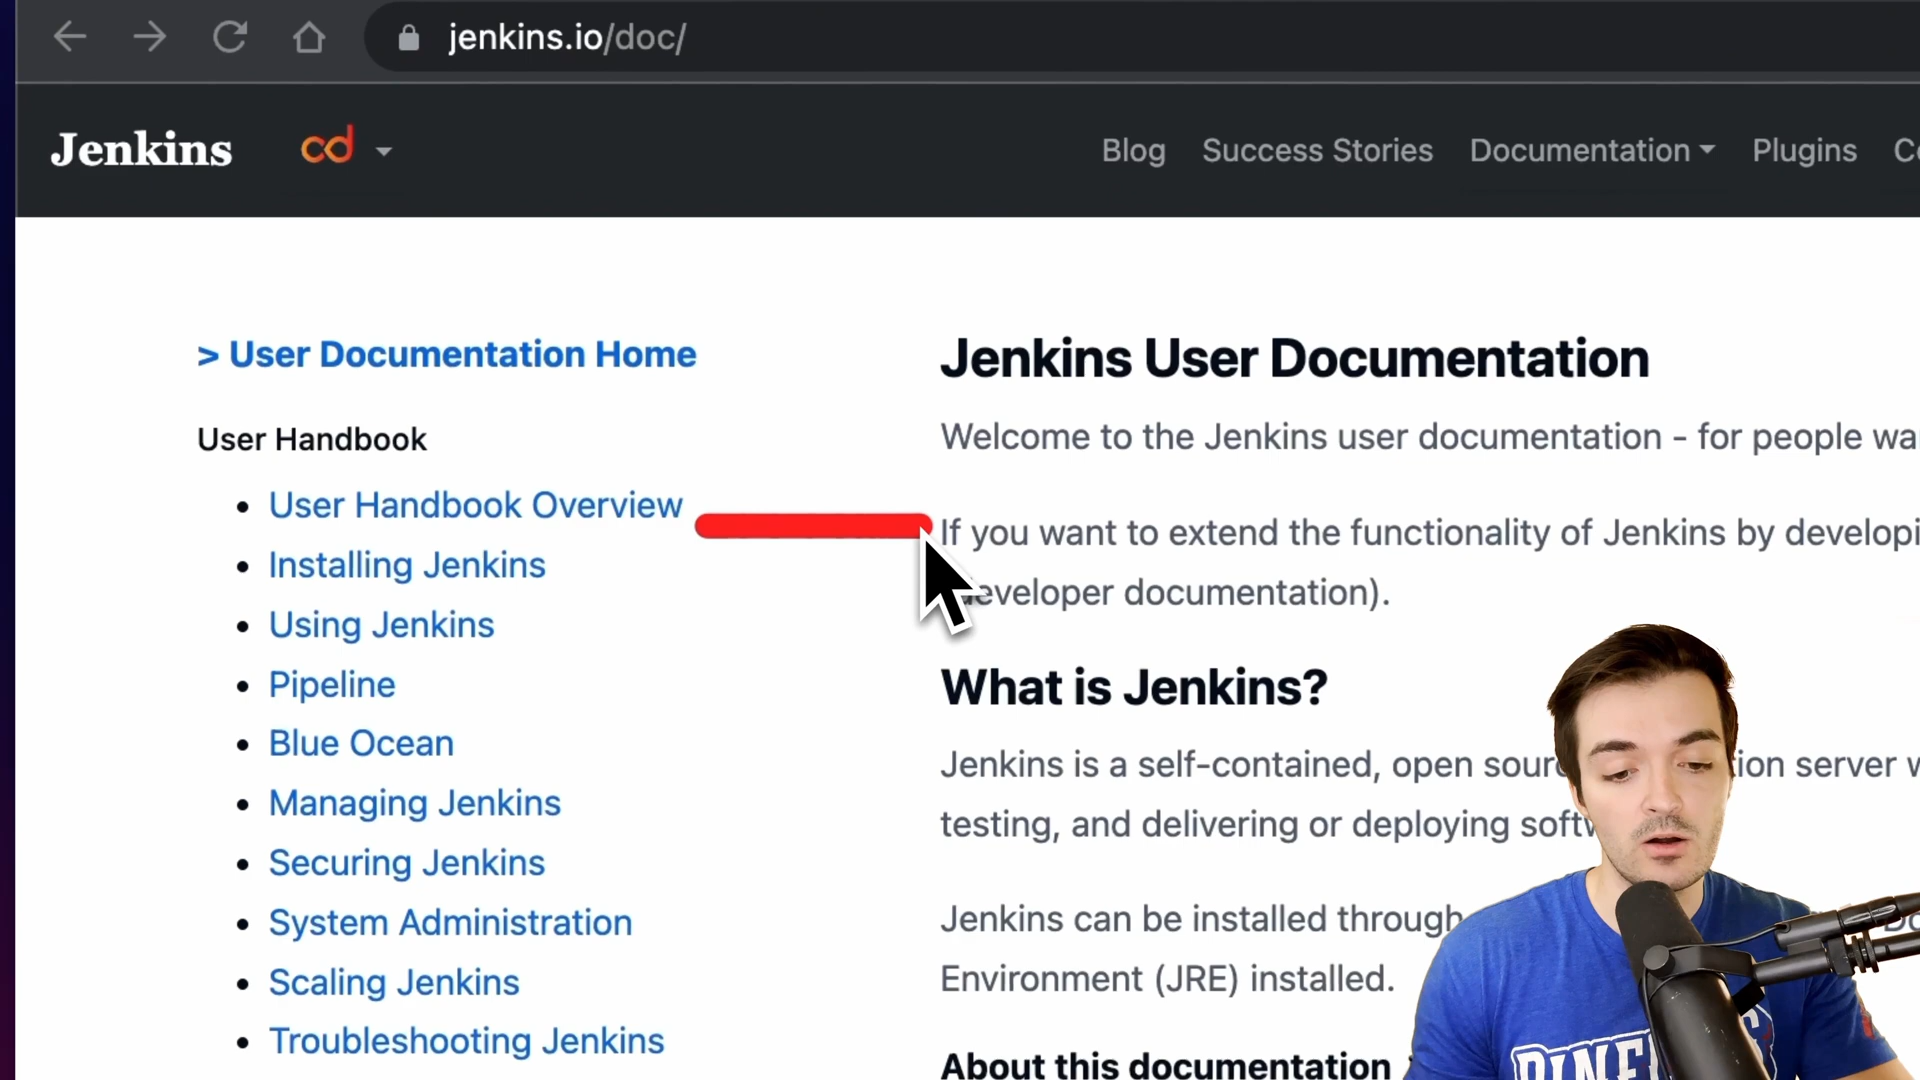 jenkins.io/doc/
Jenkins
cd
Blog
Success Stories
Documentation
Plugins
> User Documentation Home
User Handbook
User Handbook Overview
Installing Jenkins
Using Jenkins
Pipeline
Blue Ocean
Managing Jenkins
Securing Jenkins
System Administration
Scaling Jenkins
Troubleshooting Jenkins
Jenkins User Documentation
Welcome to the Jenkins user documentation - for people wa
If you want to extend the functionality of Jenkins by developi
developer documentation).
What is Jenkins?
Jenkins is a self-contained, open sour ion server w
testing, and delivering or deploying softw
Jenkins can be installed through
Environment (JRE) installed.
About this documentation